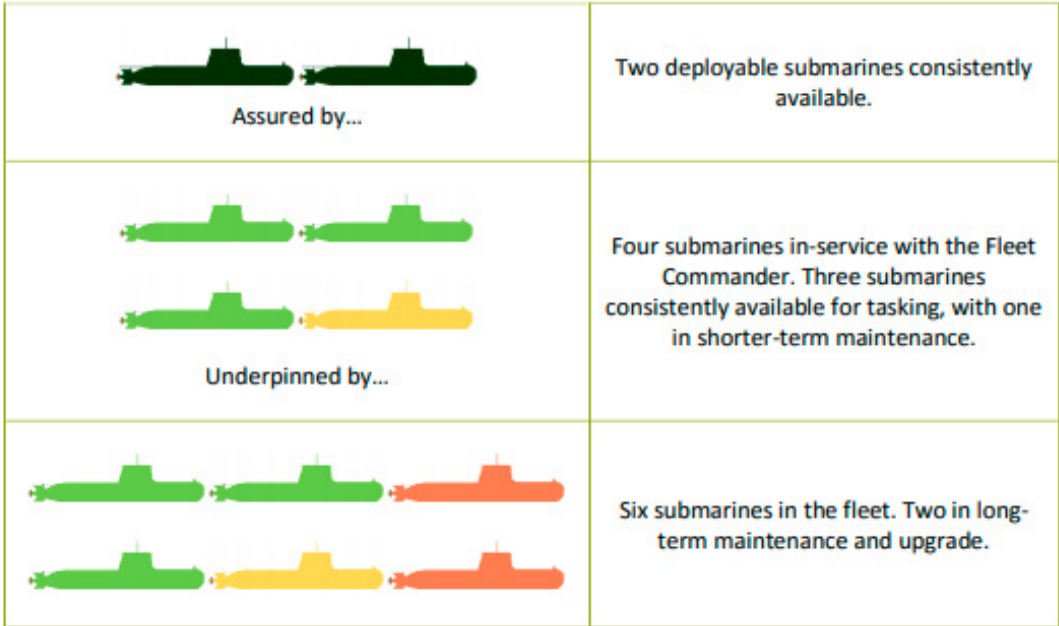 Assured by...
Two deployable submarines consistently
available.
Underpinned by...
Four submarines in-service with the Fleet
Commander. Three submarines
consistently available for tasking, with one
in shorter-term maintenance.
Six submarines in the fleet. Two in long-
term maintenance and upgrade.